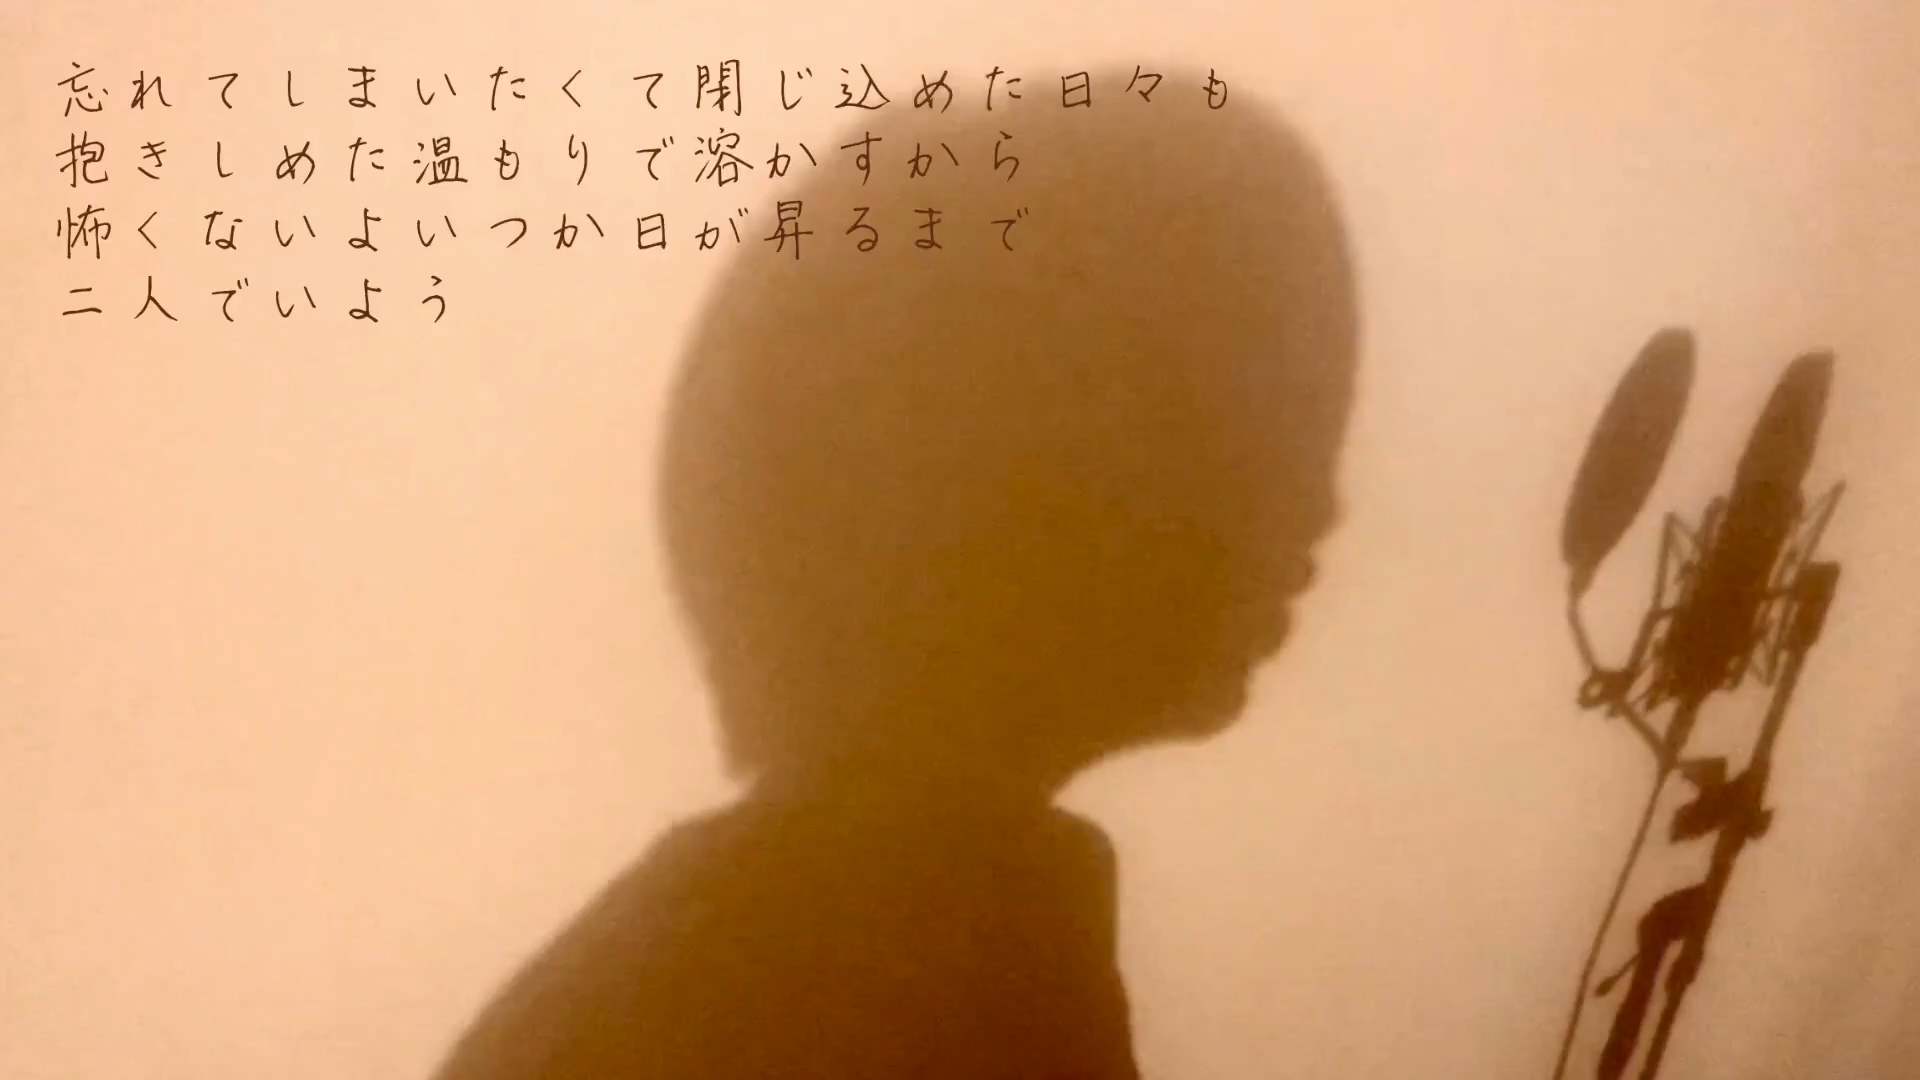 忘れてしまいたくて閉じ込めた日々も
抱きしめた温もりで溶かすから
怖くないよいつか日が昇るまで
二人でいよう